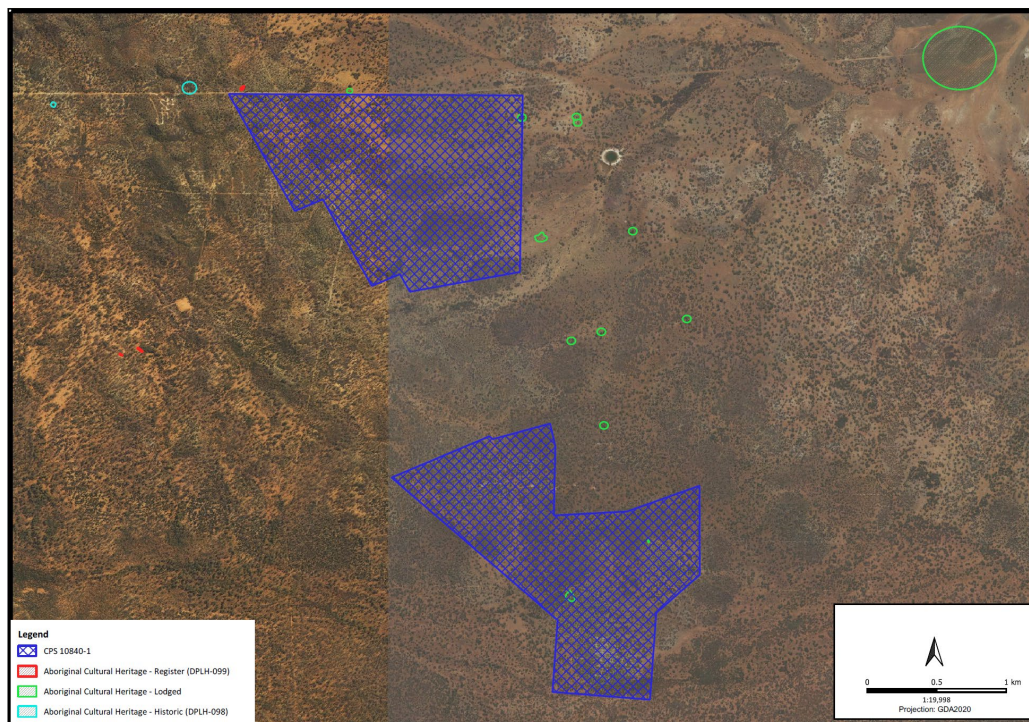 Legend
CPS 10840-1
Aboriginal Cultural Heritage - Register (DPLH-099)
Aboriginal Cultural Heritage - Lodged
Aboriginal Cultural Heritage - Historic (DPLH-098)
0 0.5 1 km
1:19,998
Projection: GDA2020